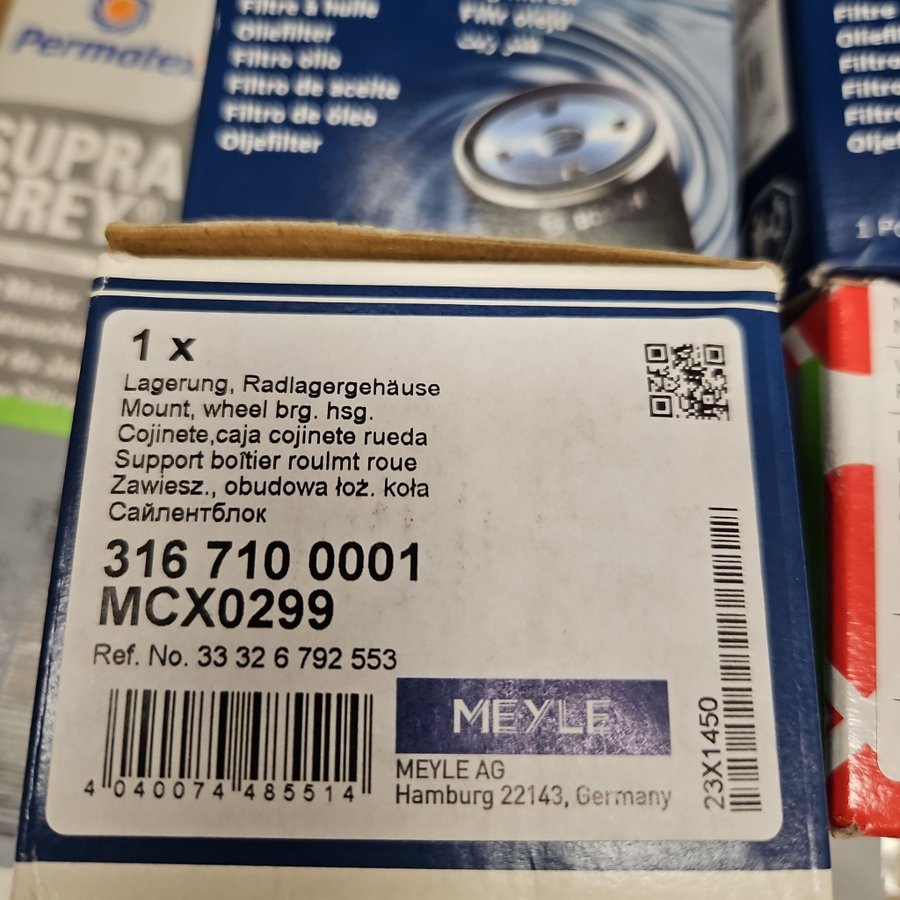 Permatex
SUPRA
GREY®
Filtre à huile
Oliefilter
Filtro olio
Filtro de aceite
Filtro de óleo
Oljefilter
Filtr oleju
فلتر زيت
Filtre
Filtro
Filtro
1 x
Lagerung, Radlagergehäuse
Mount, wheel brg. hsg.
Cojinete,caja cojinete rueda
Support boîtier roulmt roue
Zawiesz., obudowa łoż. koła
Сайлентблок
316 710 0001
MCX0299
Ref. No. 33 32 6 792 553
4 040074 485514
MEYLE
MEYLE AG
Hamburg 22143, Germany
23X1450